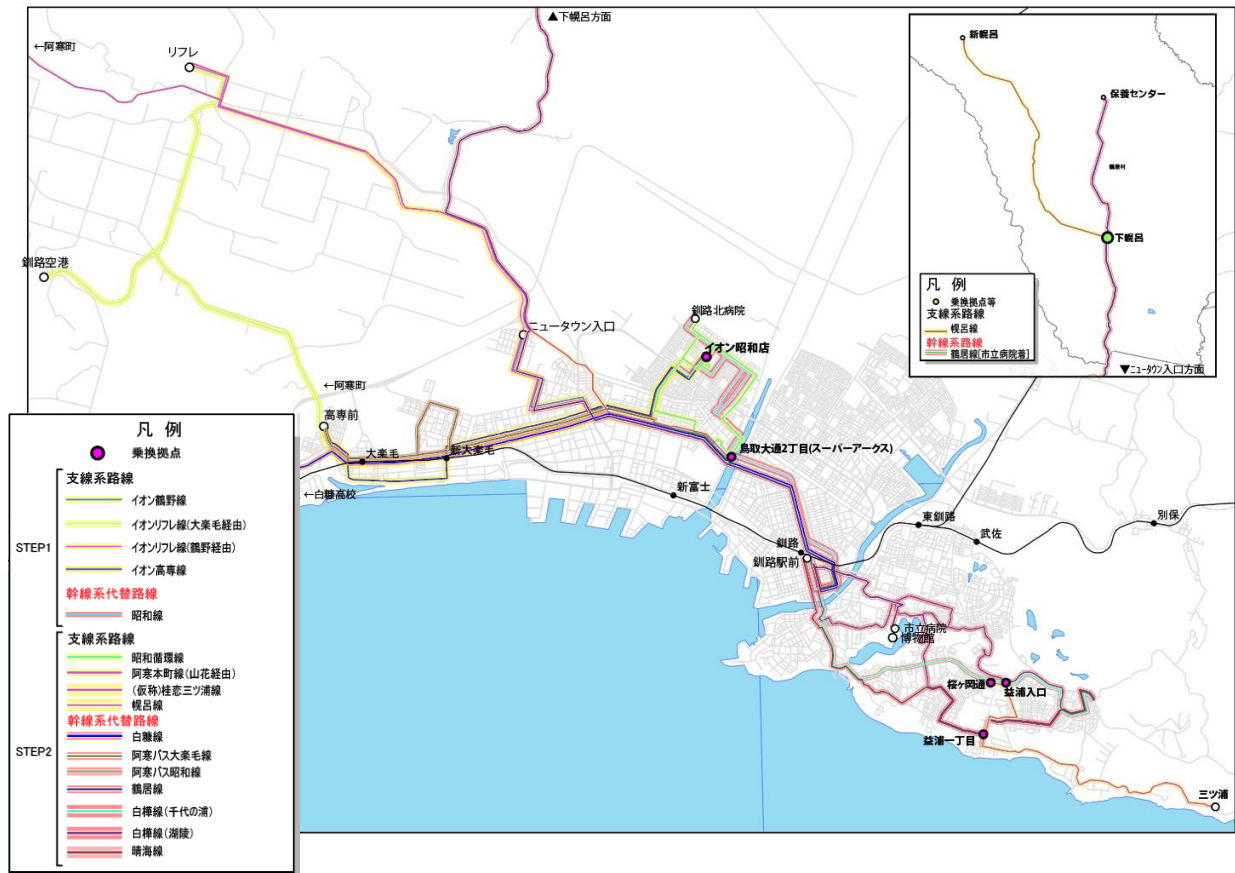 ▲下幌呂方面
←阿寒町
リフレ
釧路空港
ニュータウン入口
釧路北病院
イオン昭和店
←阿寒町
高専前
大楽毛
新大楽毛
←白糠高校
鳥取大通2丁目(スーパーアークス)
新富士
釧路
釧路駅前
東釧路
武佐
別保
市立病院
博物館
桜ヶ岡通
益浦入口
益浦一丁目
三ツ浦
新幌呂
保養センター
鶴居村
下幌呂
凡 例
乗換拠点等
支線系路線
幌呂線
幹線系路線
鶴居線[市立病院着]
▼ニュータウン入口方面
凡 例
乗換拠点
STEP1
支線系路線
イオン鶴野線
イオンリフレ線(大楽毛経由)
イオンリフレ線(鶴野経由)
イオン高専線
幹線系代替路線
昭和線
STEP2
支線系路線
昭和循環線
阿寒本町線(山花経由)
(仮称)桂恋三ツ浦線
幌呂線
幹線系代替路線
白糠線
阿寒バス大楽毛線
阿寒バス昭和線
鶴居線
白樺線(千代の浦)
白樺線(湖陵)
晴海線